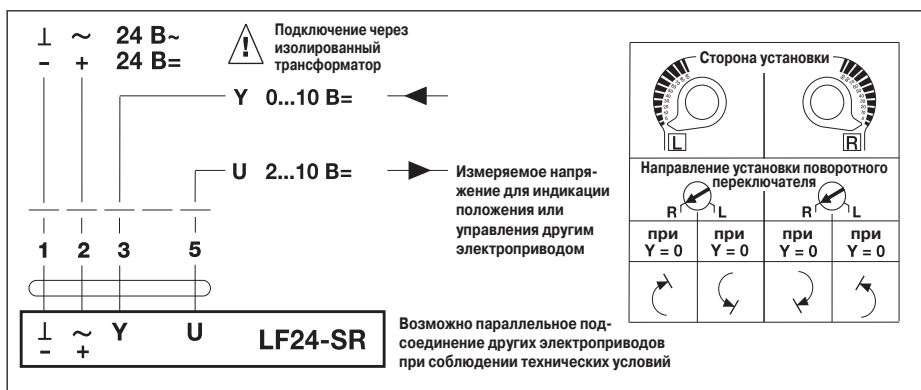 ⊥ ~ 24 В~
- + 24 В=
Подключение через
изолированный
трансформатор
Y 0...10 В=
U 2...10 В=
Измеряемое напря-
жение для индикации
положения или
управления другим
электроприводом
1 2 3 5
⊥ ~ Y U
- +
LF24-SR
Возможно параллельное под-
соединение других электроприводов
при соблюдении технических условий
Сторона установки
L R
Направление установки поворотного
переключателя
R L R L
при при при при
Y = 0 Y = 0 Y = 0 Y = 0